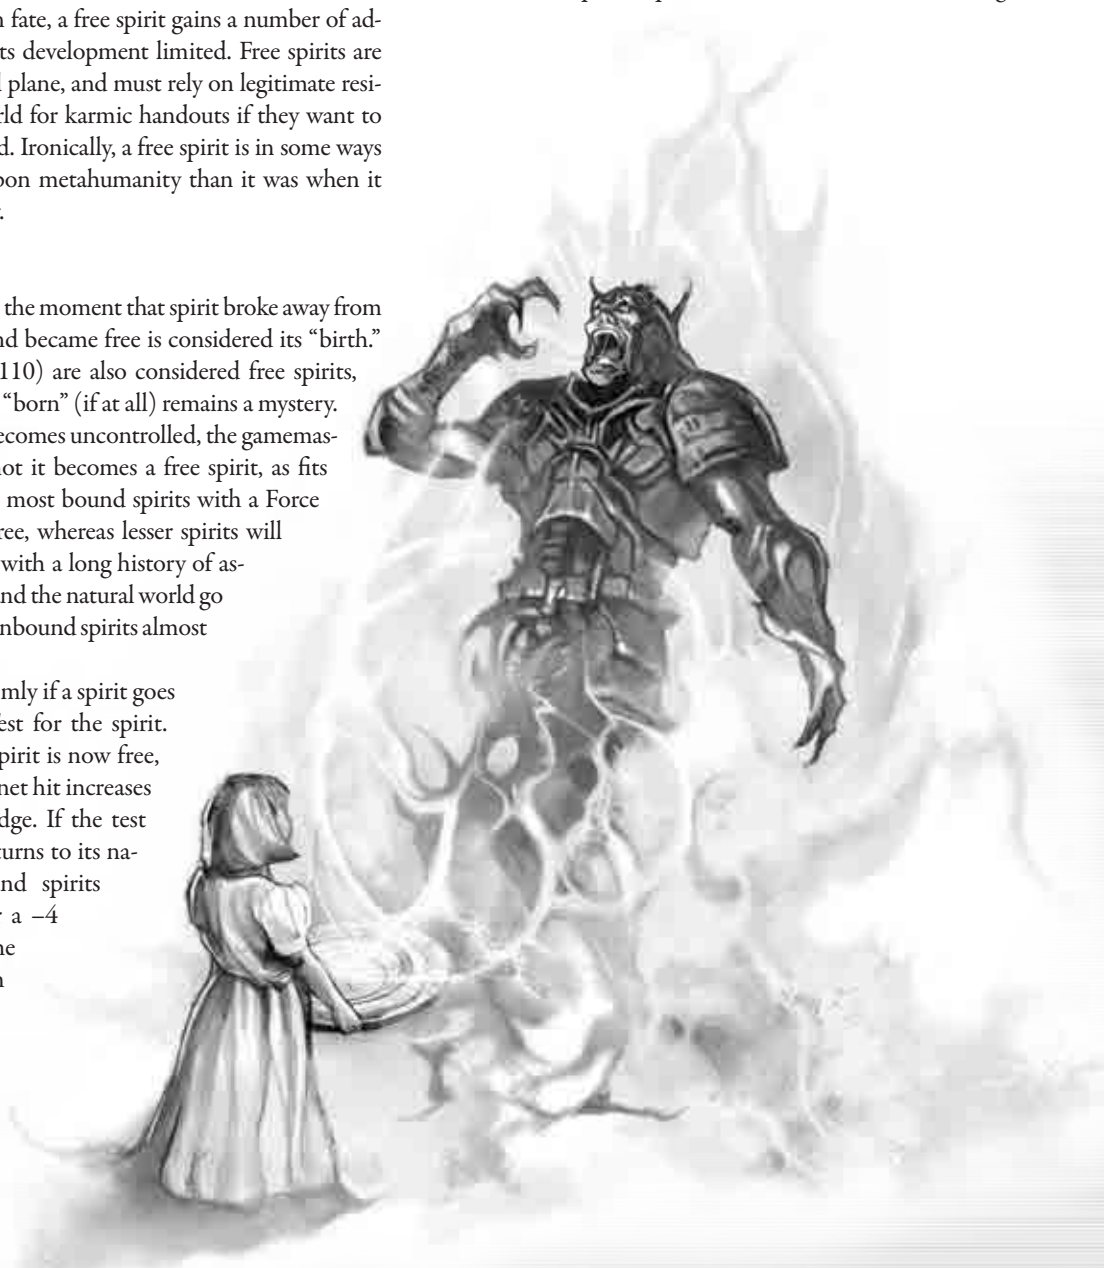 n fate, a free spirit gains a number of ad-
ts development limited. Free spirits are
l plane, and must rely on legitimate resi-
rld for karmic handouts if they want to
d. Ironically, a free spirit is in some ways
pon metahumanity than it was when it
the moment that spirit broke away from
nd became free is considered its “birth.”
110) are also considered free spirits,
“born” (if at all) remains a mystery.
ecomes uncontrolled, the gamemas-
not it becomes a free spirit, as fits
most bound spirits with a Force
ree, whereas lesser spirits will
with a long history of as-
nd the natural world go
nbound spirits almost
mly if a spirit goes
est for the spirit.
pirit is now free,
net hit increases
dge. If the test
turns to its na-
nd spirits
a –4
ne
n